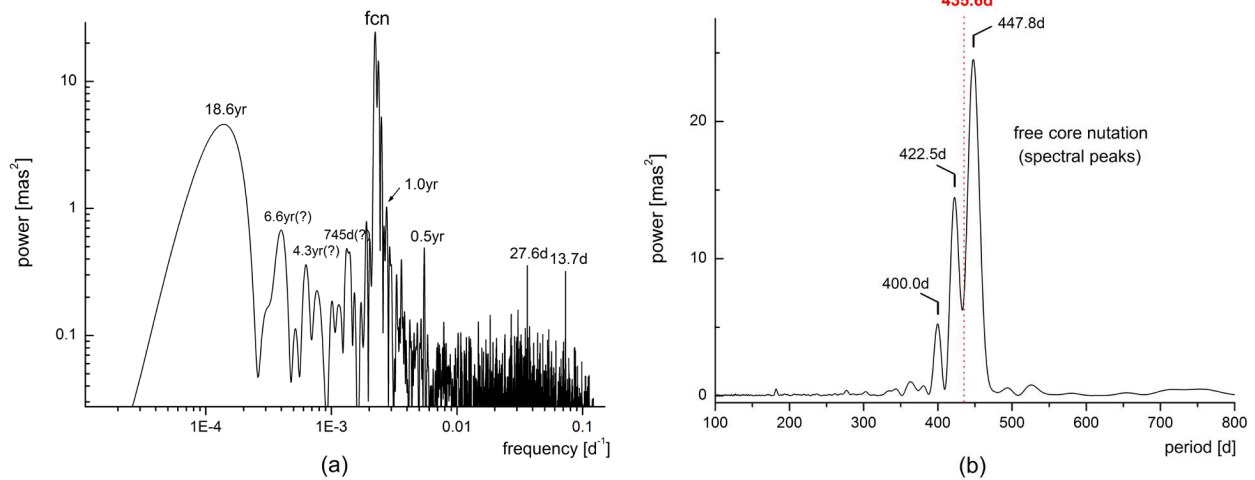 fcn
18.6yr
10
1.0yr
6.6yr(?)
1
745d(?)
0.5yr
4.3yr(?)
27.6d
13.7d
0.1
power [mas²]
1E-4
1E-3
0.01
0.1
frequency [d⁻¹]
(a)
435.6d
447.8d
free core nutation
(spectral peaks)
20
422.5d
10
400.0d
0
power [mas²]
100
200
300
400
500
600
700
800
period [d]
(b)